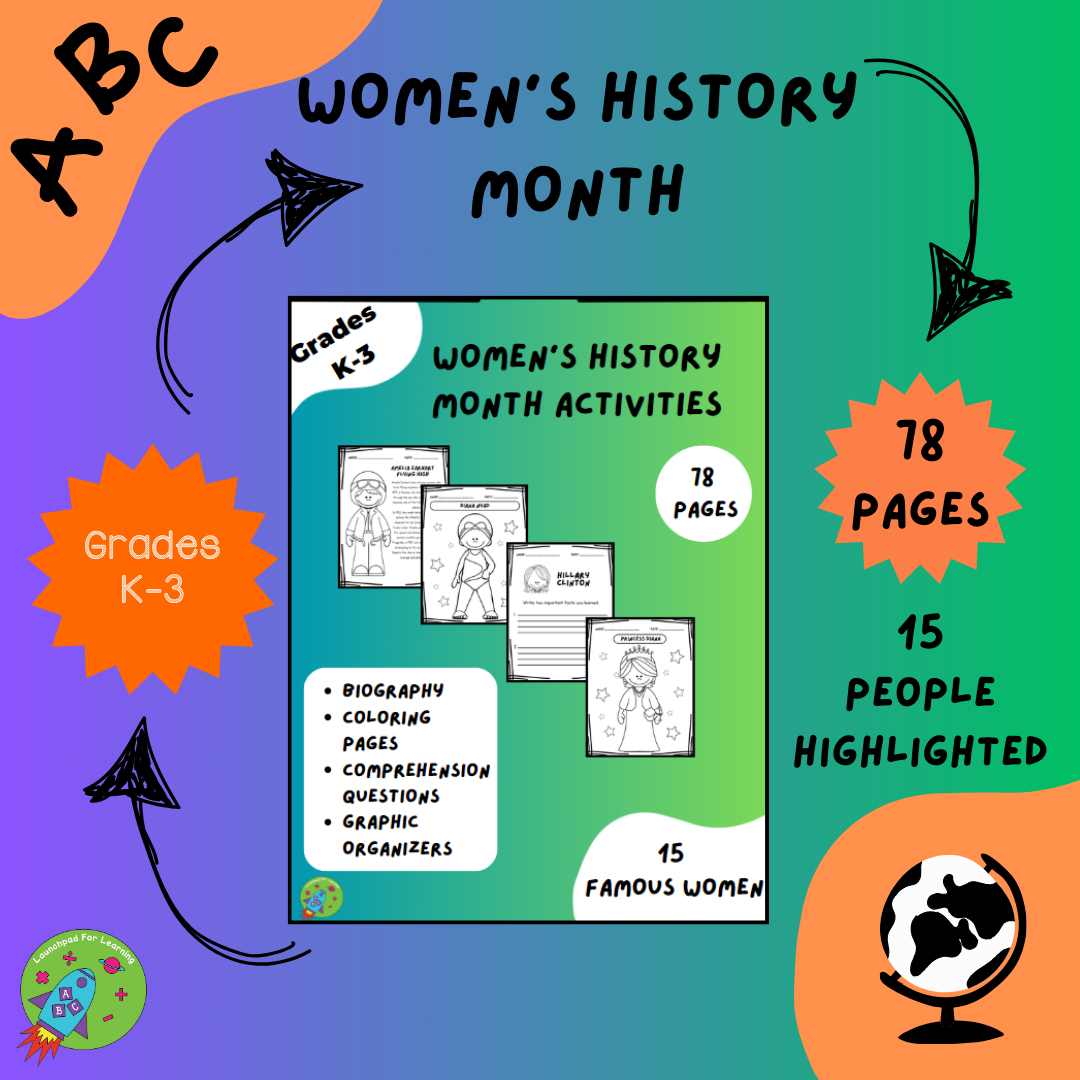 ABC
WOMEN'S HISTORY
MONTH
Grades
K-3
WOMEN'S HISTORY
MONTH ACTIVITIES
AMELIA EARHART
FLYING HIGH
DIANA NYAD
78
PAGES
HILLARY
CLINTON
Write two important facts you learned.
PRINCESS DIANA
• BIOGRAPHY
• COLORING
PAGES
• COMPREHENSION
QUESTIONS
• GRAPHIC
ORGANIZERS
15
FAMOUS WOMEN
Grades
K-3
78
PAGES
15
PEOPLE
HIGHLIGHTED
Launchpad For Learning
A
B C